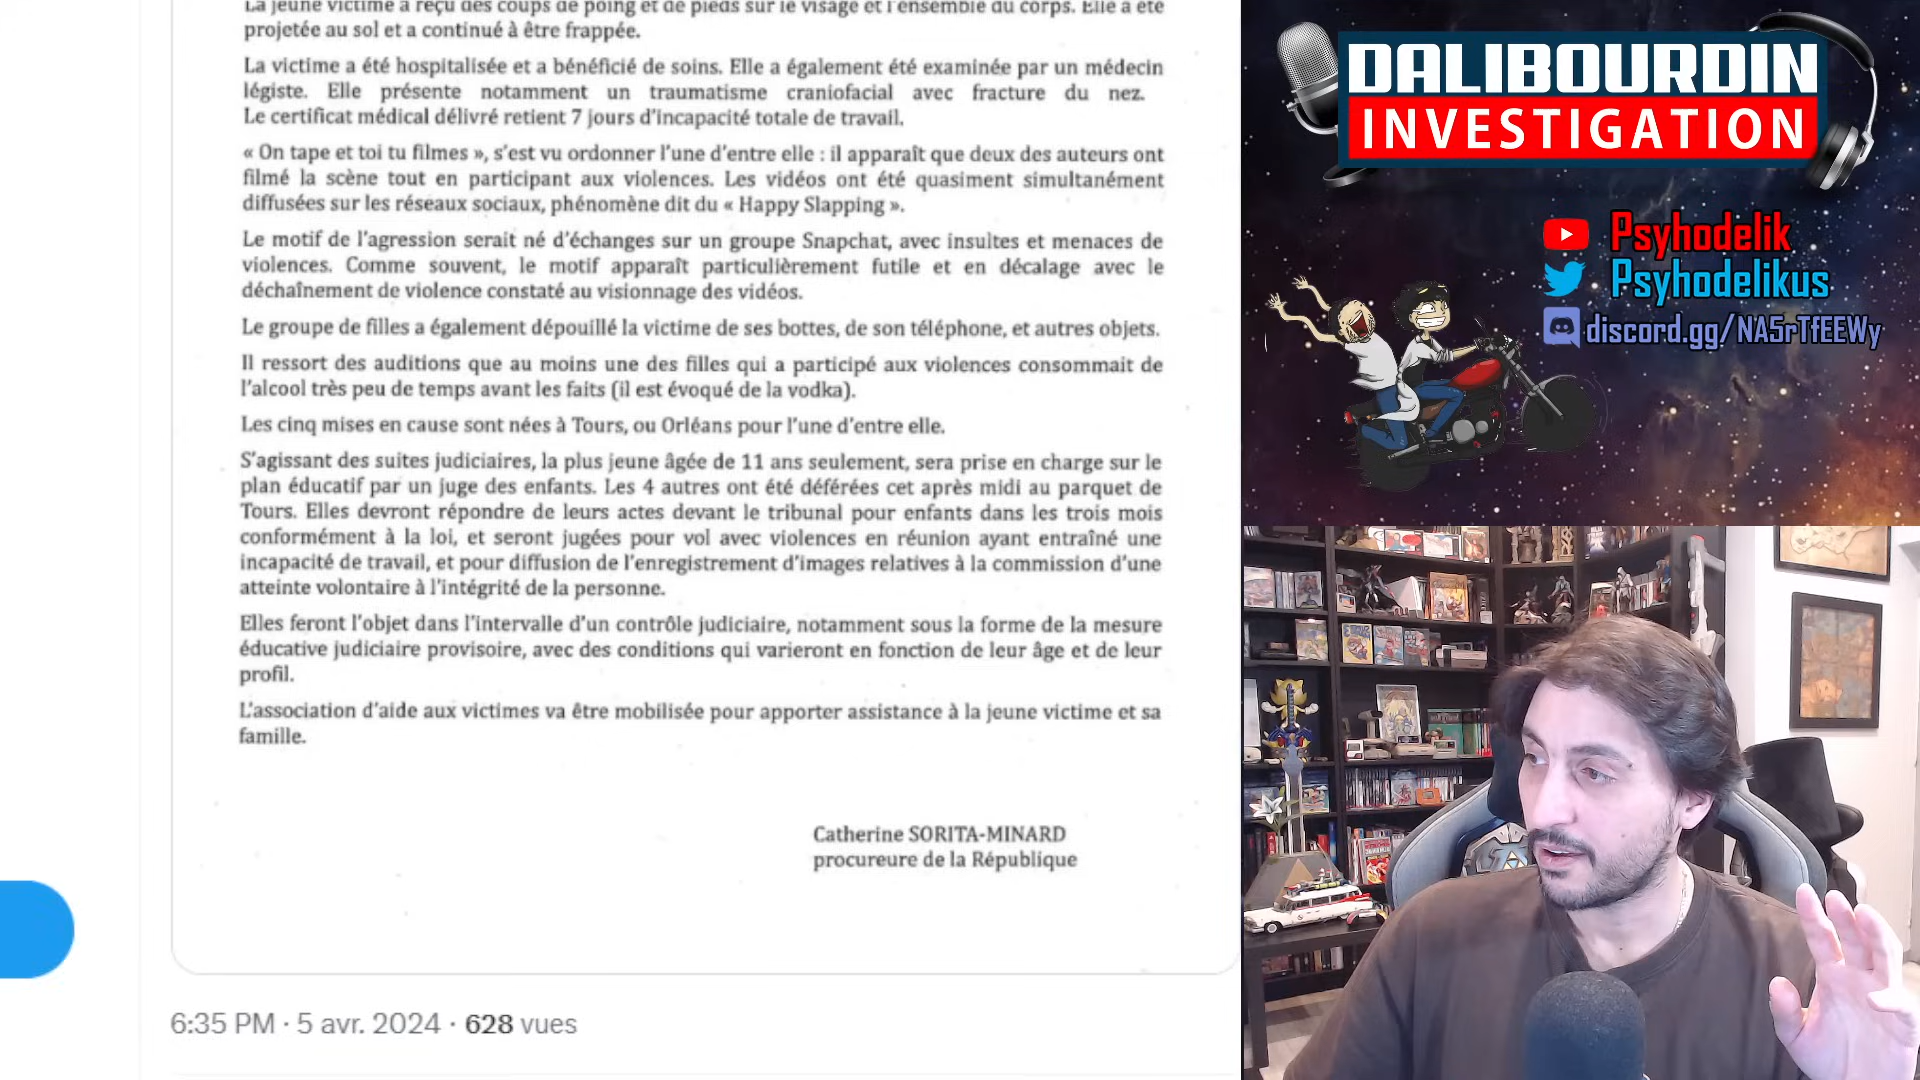 La jeune victime a reçu des coups de poing et de pieds sur le visage et l'ensemble du corps. Elle a été
projetée au sol et a continué à être frappée.
La victime a été hospitalisée et a bénéficié de soins. Elle a également été examinée par un médecin
légiste. Elle présente notamment un traumatisme craniofacial avec fracture du nez.
Le certificat médical délivré retient 7 jours d'incapacité totale de travail.
« On tape et toi tu filmes », s'est vu ordonner l'une d'entre elle : il apparaît que deux des auteurs ont
filmé la scène tout en participant aux violences. Les vidéos ont été quasiment simultanément
diffusées sur les réseaux sociaux, phénomène dit du « Happy Slapping ».
Le motif de l'agression serait né d'échanges sur un groupe Snapchat, avec insultes et menaces de
violences. Comme souvent, le motif apparaît particulièrement futile et en décalage avec le
déchaînement de violence constaté au visionnage des vidéos.
Le groupe de filles a également dépouillé la victime de ses bottes, de son téléphone, et autres objets.
Il ressort des auditions que au moins une des filles qui a participé aux violences consommait de
l'alcool très peu de temps avant les faits (il est évoqué de la vodka).
Les cinq mises en cause sont nées à Tours, ou Orléans pour l'une d'entre elle.
S'agissant des suites judiciaires, la plus jeune âgée de 11 ans seulement, sera prise en charge sur le
plan éducatif par un juge des enfants. Les 4 autres ont été déférées cet après midi au parquet de
Tours. Elles devront répondre de leurs actes devant le tribunal pour enfants dans les trois mois
conformément à la loi, et seront jugées pour vol avec violences en réunion ayant entraîné une
incapacité de travail, et pour diffusion de l'enregistrement d'images relatives à la commission d'une
atteinte volontaire à l'intégrité de la personne.
Elles feront l'objet dans l'intervalle d'un contrôle judiciaire, notamment sous la forme de la mesure
éducative judiciaire provisoire, avec des conditions qui varieront en fonction de leur âge et de leur
profil.
L'association d'aide aux victimes va être mobilisée pour apporter assistance à la jeune victime et sa
famille.
Catherine SORITA-MINARD
procureure de la République
6:35 PM · 5 avr. 2024 · 628 vues
DALIBOURDIN
INVESTIGATION
Psyhodelik
Psyhodelikus
discord.gg/NA5rTfEEWy